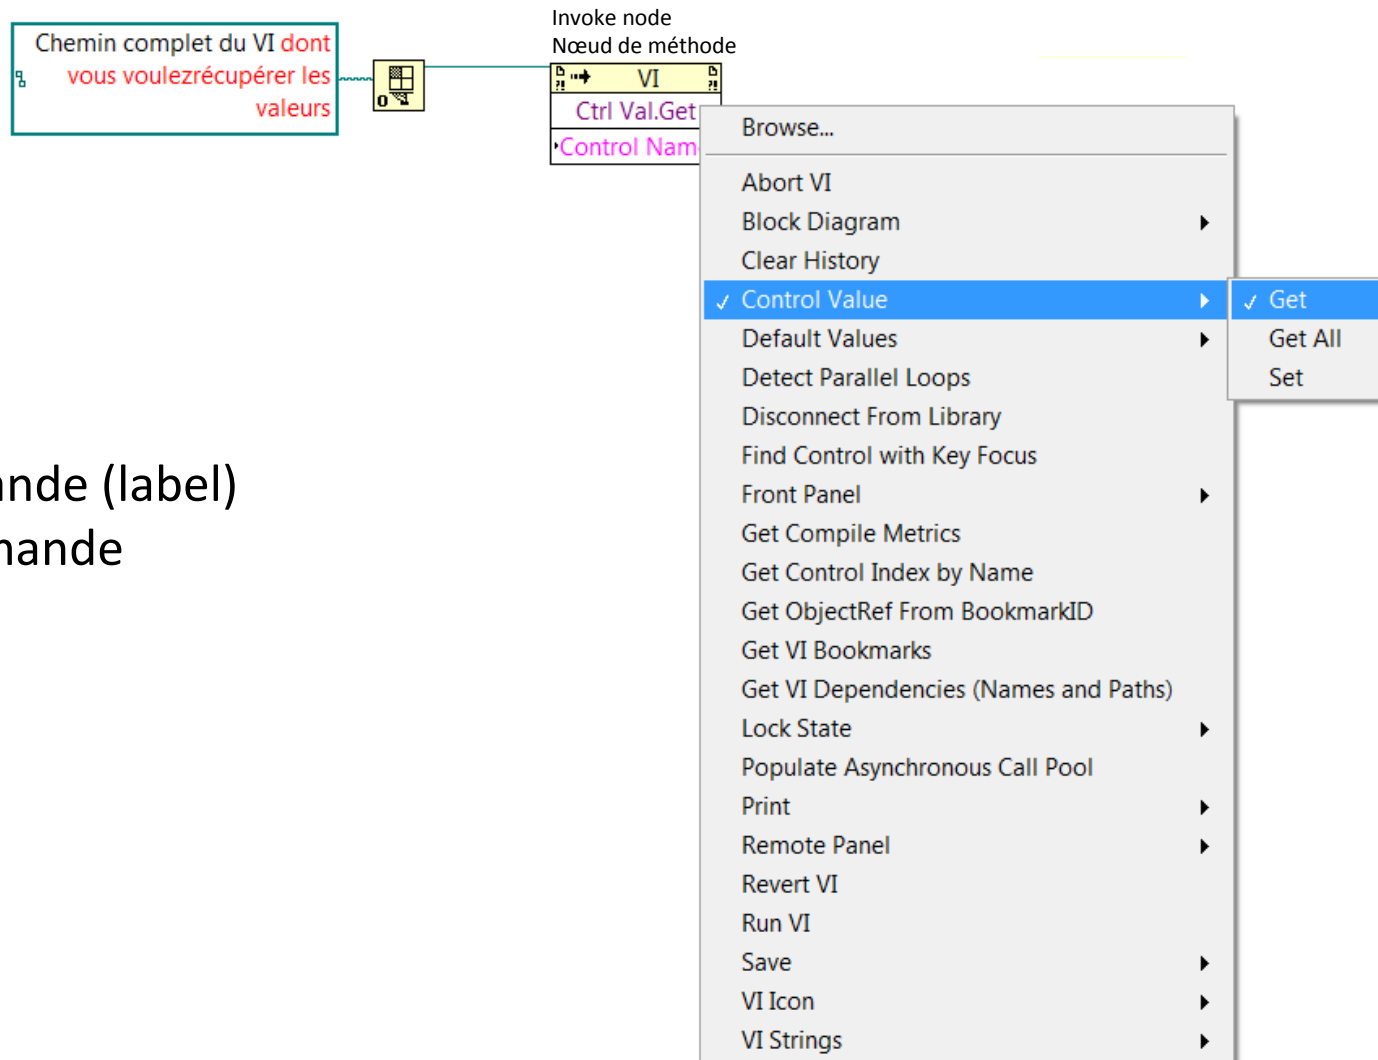 Invoke node
Nœud de méthode
Chemin complet du VI dont
vous voulezrécupérer les
valeurs
VI
Ctrl Val.Get
Control Nam
Browse...
Abort VI
Block Diagram
Clear History
Control Value
Get
Default Values
Get All
Detect Parallel Loops
Set
Disconnect From Library
Find Control with Key Focus
Front Panel
Get Compile Metrics
Get Control Index by Name
Get ObjectRef From BookmarkID
Get VI Bookmarks
Get VI Dependencies (Names and Paths)
Lock State
Populate Asynchronous Call Pool
Print
Remote Panel
Revert VI
Run VI
Save
VI Icon
VI Strings
ande (label)
nande